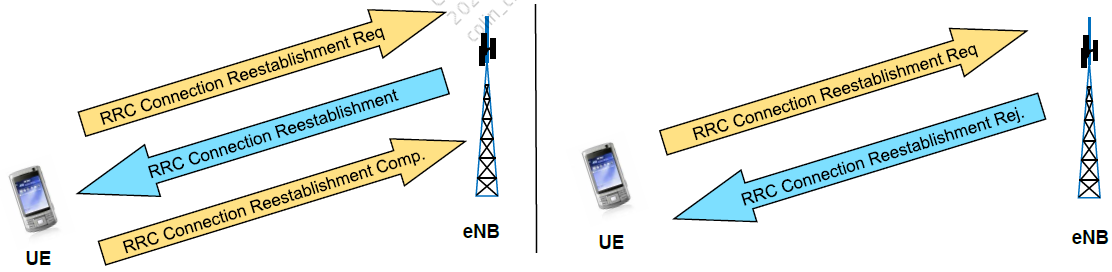 RRC Connection Reestablishment Req
RRC Connection Reestablishment
RRC Connection Reestablishment Comp.
UE
eNB
RRC Connection Reestablishment Req
RRC Connection Reestablishment Rej.
UE
eNB